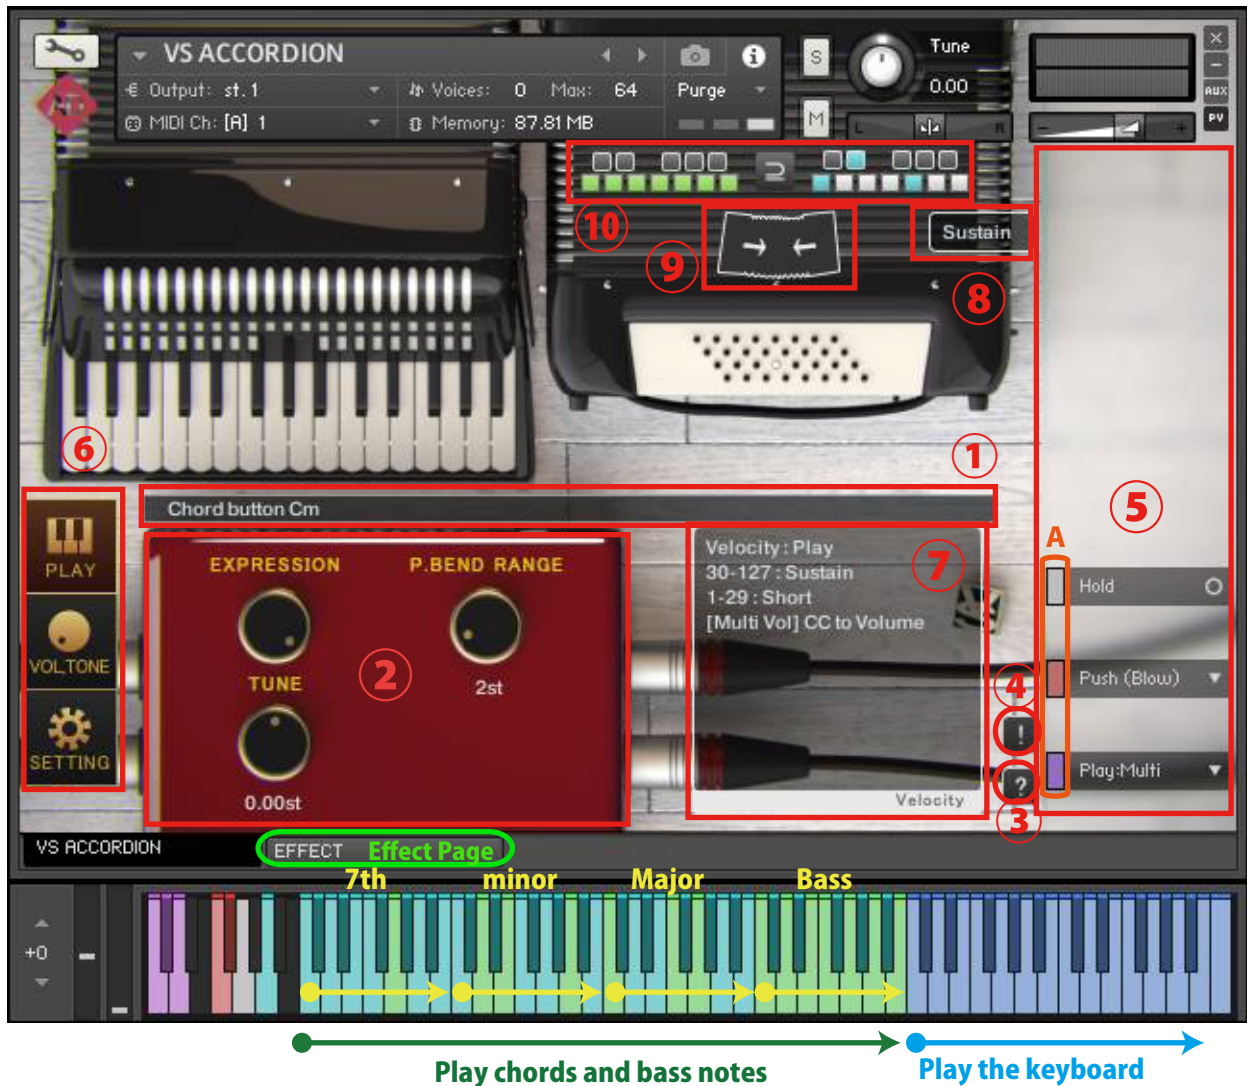 VS ACCORDION
Output: st.1
Voices: 0 Max: 64
Purge
MIDI Ch: [A] 1
Memory: 87.81 MB
S
M
Tune
0.00
L
R
×
−
AUX
PV
− +
⑩
⑨
Sustain
⑧
⑥
①
⑤
Chord button Cm
PLAY
VOL,TONE
SETTING
EXPRESSION
P.BEND RANGE
2st
②
TUNE
0.00st
Velocity : Play
30-127 : Sustain
1-29 : Short
[Multi Vol] CC to Volume
⑦
Velocity
④
!
?
③
A
Hold
Push (Blow)
Play:Multi
VS ACCORDION
EFFECT
Effect Page
7th
minor
Major
Bass
+0
Play chords and bass notes
Play the keyboard